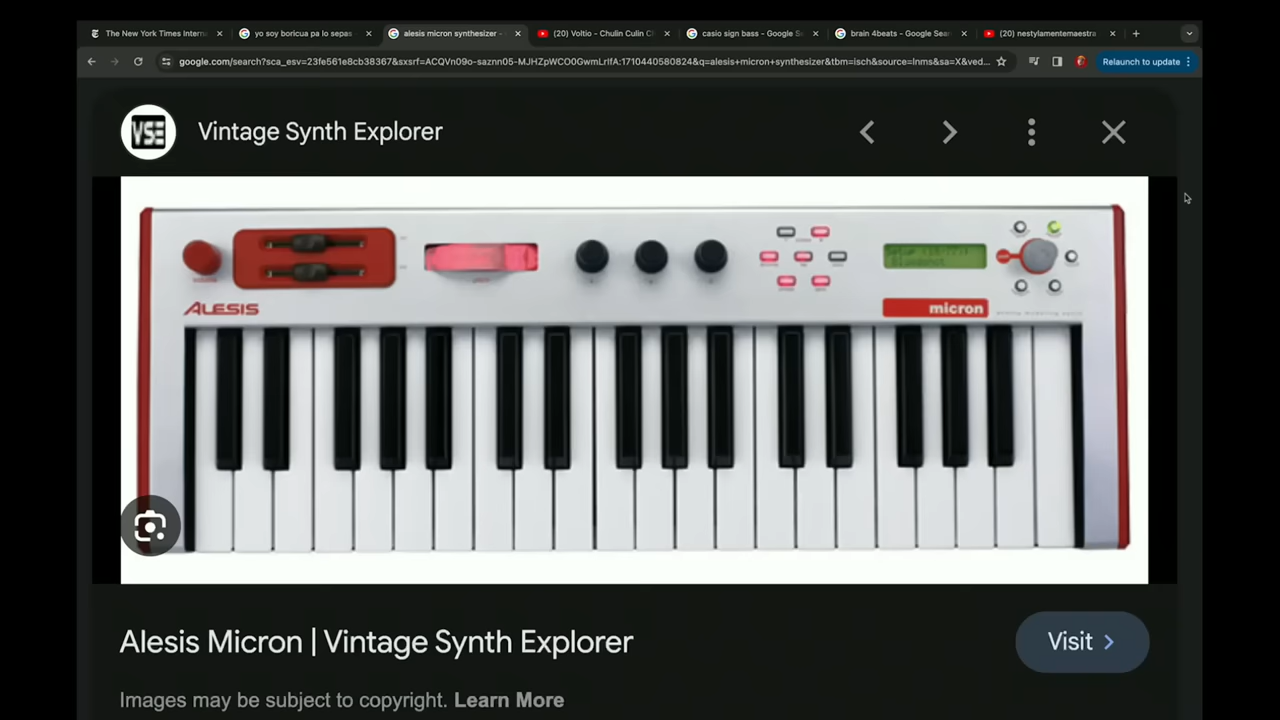 The New York Times Intern
yo soy boricua pa lo sepas
alesis micron synthesizer -
(20) Voltio - Chulin Culin C
casio sign bass - Google S
brain 4beats - Google Sear
(20) nestylamentemaestra
google.com/search?sca_esv=23fe561e8cb38367&sxsrf=ACQVn09o-saznn05-MJHZpWCO0GwmLrIfA:1710440580824&q=alesis+micron+synthesizer&tbm=isch&source=lnms&sa=X&ved...
Relaunch to update
VSE
Vintage Synth Explorer
ALESIS
micron
Alesis Micron | Vintage Synth Explorer
Visit
Images may be subject to copyright. Learn More